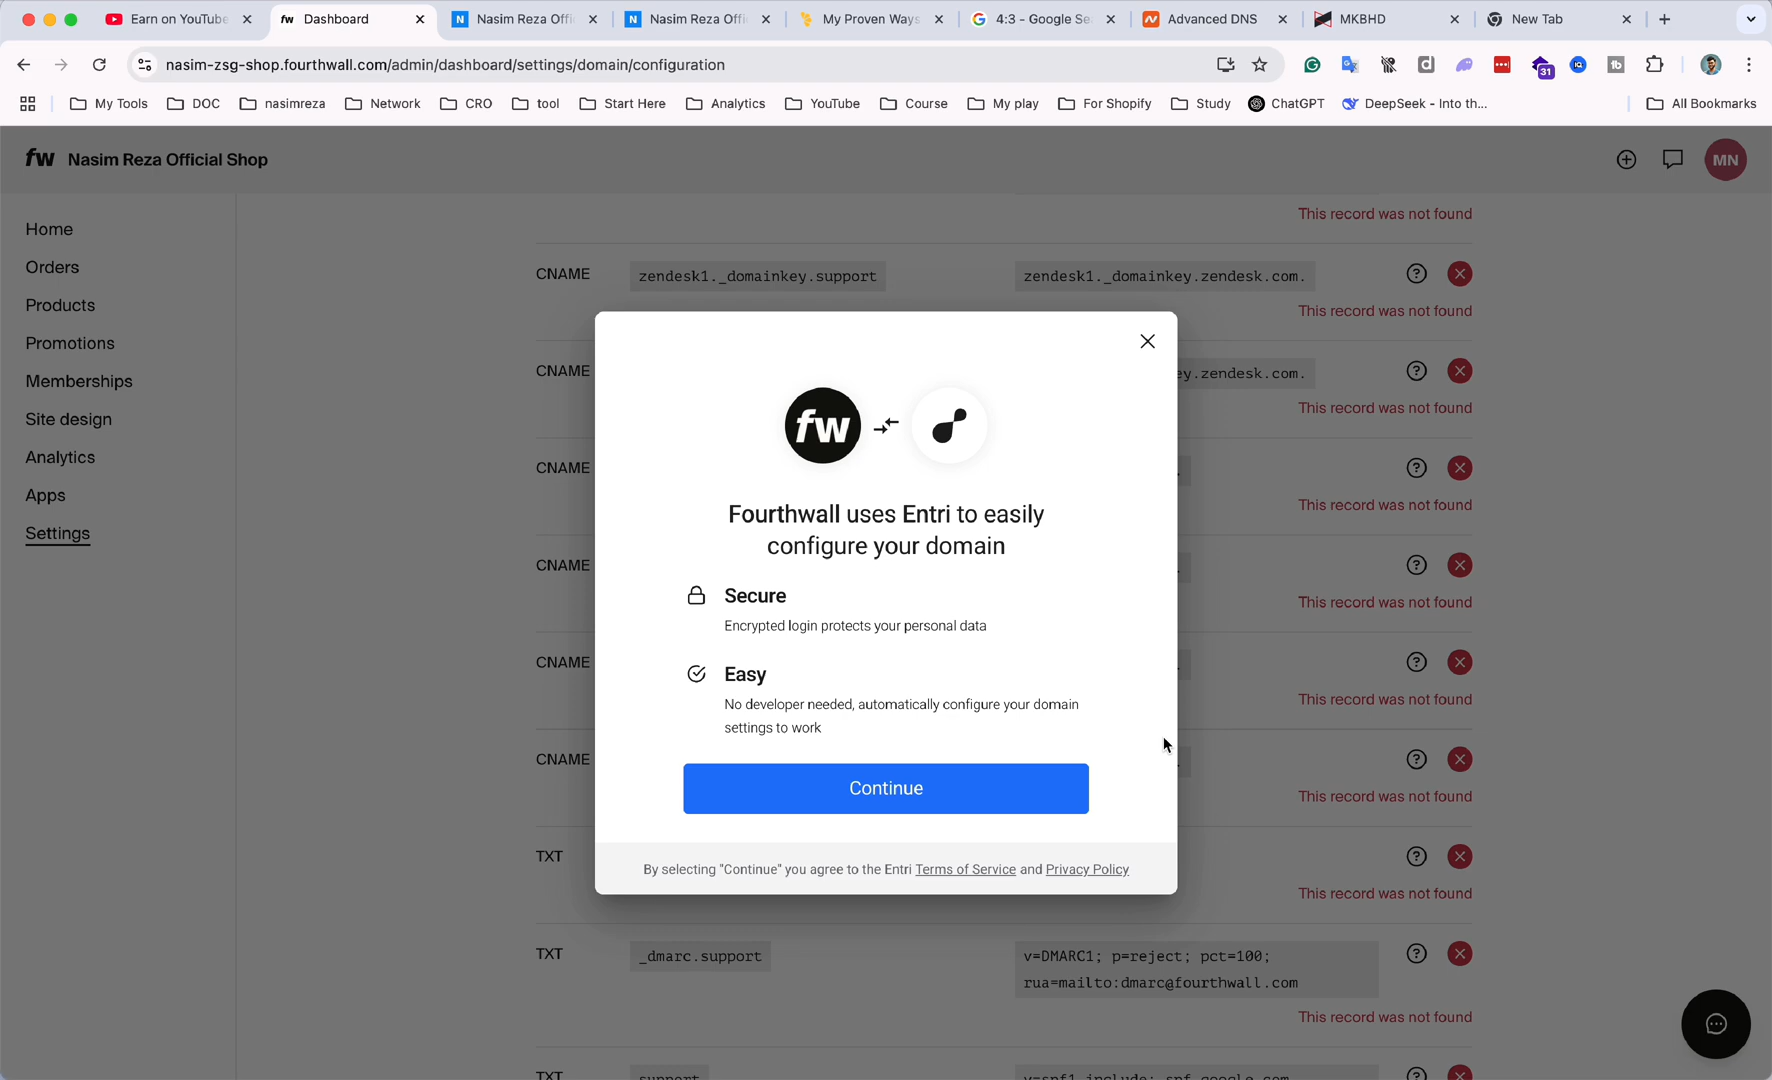 Earn on YouTube
fw Dashboard
Nasim Reza Offi
Nasim Reza Offi
My Proven Ways
4:3 - Google Se
Advanced DNS
MKBHD
New Tab
nasim-zsg-shop.fourthwall.com/admin/dashboard/settings/domain/configuration
31
My Tools
DOC
nasimreza
Network
CRO
tool
Start Here
Analytics
YouTube
Course
My play
For Shopify
Study
ChatGPT
DeepSeek - Into th...
All Bookmarks
fw Nasim Reza Official Shop
MN
Home
Orders
Products
Promotions
Memberships
Site design
Analytics
Apps
Settings
This record was not found
CNAME zendesk1._domainkey.support zendesk1._domainkey.zendesk.com.
This record was not found
CNAME ey.zendesk.com.
This record was not found
CNAME
This record was not found
CNAME
This record was not found
CNAME
This record was not found
CNAME
This record was not found
TXT
This record was not found
TXT _dmarc.support v=DMARC1; p=reject; pct=100;
rua=mailto:dmarc@fourthwall.com
This record was not found
TXT support v=spf1 include:_spf.google.com
fw
Fourthwall uses Entri to easily
configure your domain
Secure
Encrypted login protects your personal data
Easy
No developer needed, automatically configure your domain
settings to work
Continue
By selecting "Continue" you agree to the Entri Terms of Service and Privacy Policy